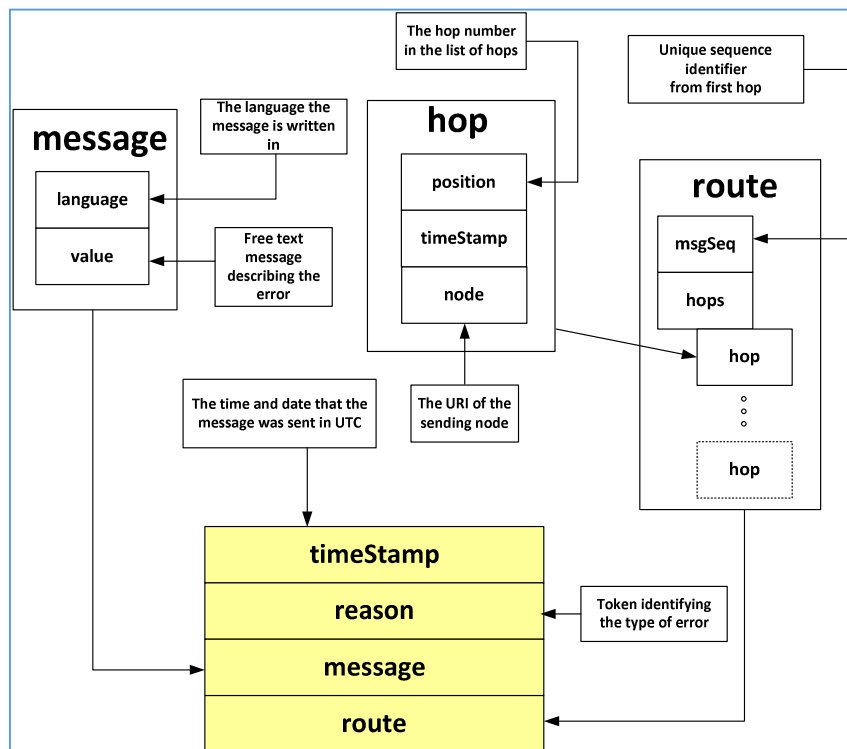 The hop number
in the list of hops
Unique sequence
identifier
from first hop
The language the
message is written
in
message
language
value
Free text
message
describing the
error
hop
position
timeStamp
node
route
msgSeq
hops
hop
hop
The time and date that the
message was sent in UTC
The URI of the
sending node
timeStamp
reason
message
route
Token identifying
the type of error